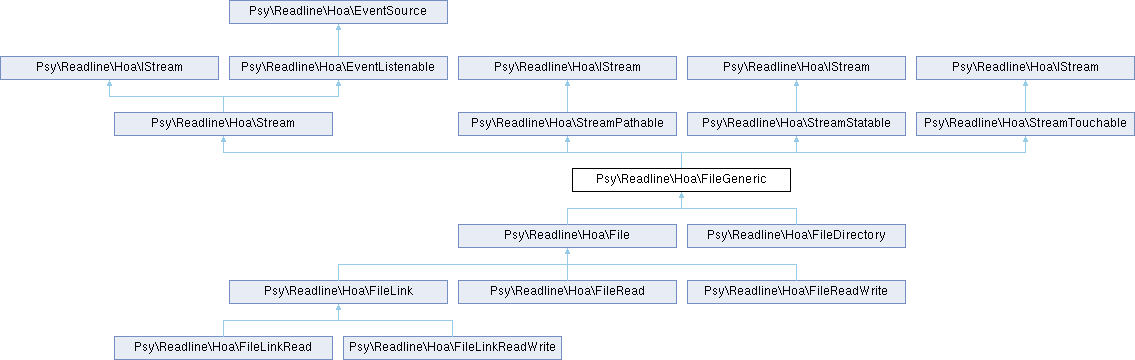 Psy\Readline\Hoa\EventSource
Psy\Readline\Hoa\IStream
Psy\Readline\Hoa\EventListenable
Psy\Readline\Hoa\IStream
Psy\Readline\Hoa\IStream
Psy\Readline\Hoa\IStream
Psy\Readline\Hoa\Stream
Psy\Readline\Hoa\StreamPathable
Psy\Readline\Hoa\StreamStatable
Psy\Readline\Hoa\StreamTouchable
Psy\Readline\Hoa\FileGeneric
Psy\Readline\Hoa\File
Psy\Readline\Hoa\FileDirectory
Psy\Readline\Hoa\FileLink
Psy\Readline\Hoa\FileRead
Psy\Readline\Hoa\FileReadWrite
Psy\Readline\Hoa\FileLinkRead
Psy\Readline\Hoa\FileLinkReadWrite